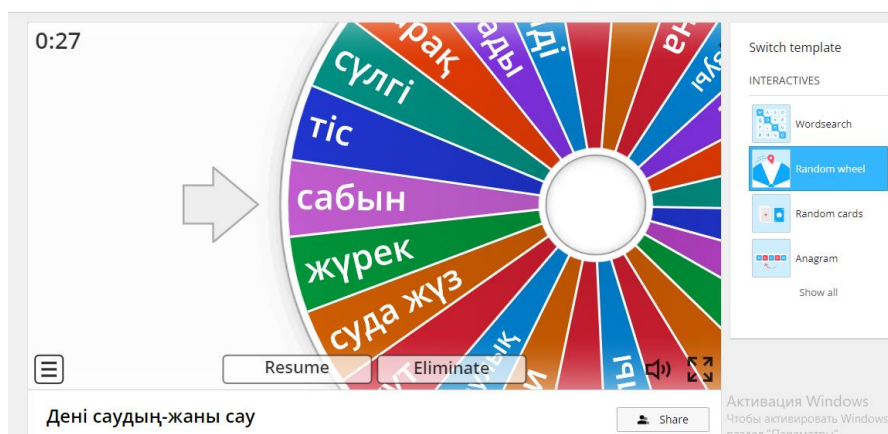 0:27
сүлгі
тіс
сабын
жүрек
суда жүз
Resume
Eliminate
Дені саудың-жаны сау
Share
Switch template
INTERACTIVES
Wordsearch
Random wheel
Random cards
Anagram
Show all
Активация Windows
Чтобы активировать Windows